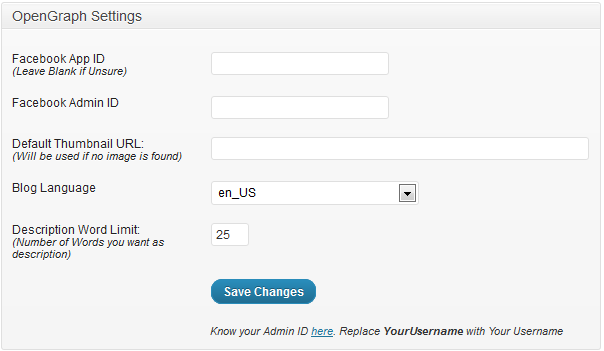 OpenGraph Settings
Facebook App ID
(Leave Blank if Unsure)
Facebook Admin ID
Default Thumbnail URL:
(Will be used if no image is found)
Blog Language
en_US
Description Word Limit:
(Number of Words you want as
description)
25
Save Changes
Know your Admin ID here. Replace YourUsername with Your Username